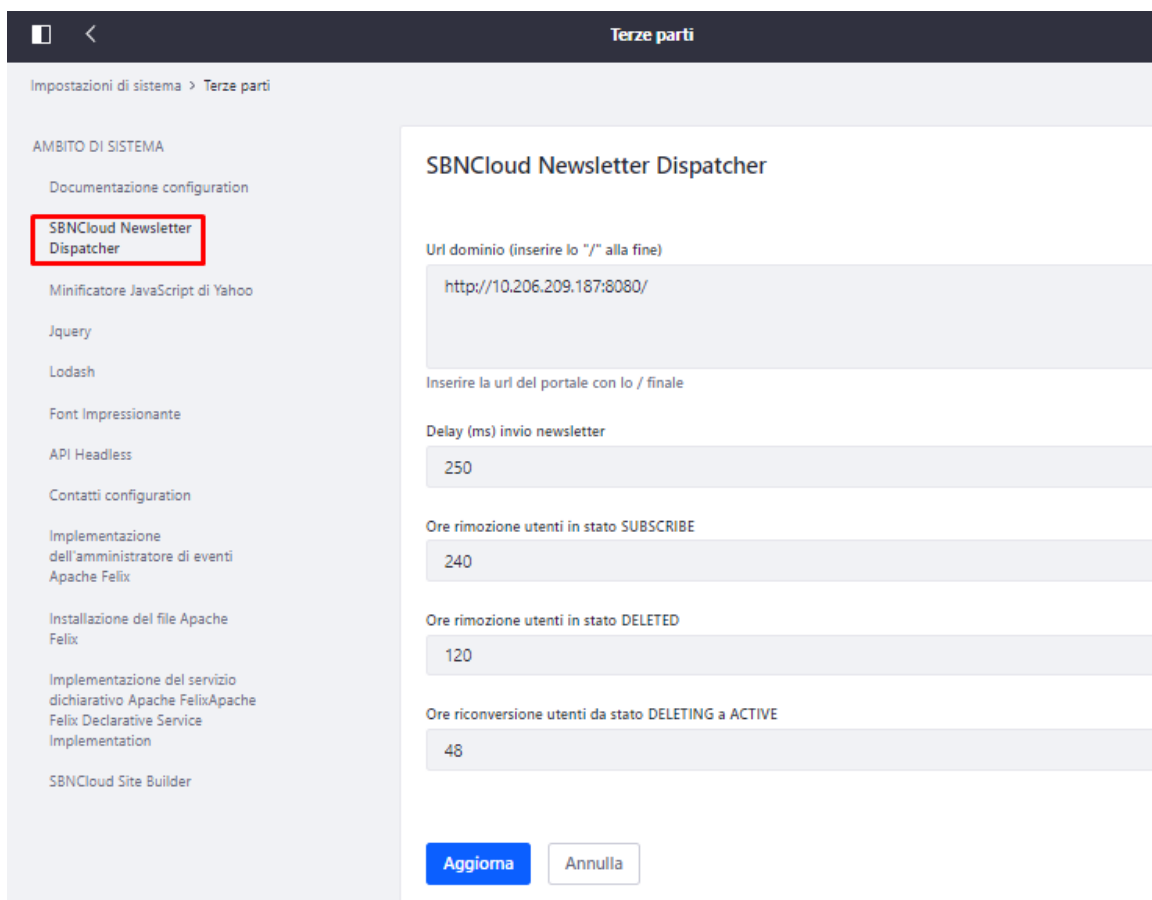 Terze parti
Impostazioni di sistema > Terze parti
AMBITO DI SISTEMA
Documentazione configuration
SBNCloud Newsletter
Dispatcher
Minificatore JavaScript di Yahoo
Jquery
Lodash
Font Impressionante
API Headless
Contatti configuration
Implementazione
dell'amministratore di eventi
Apache Felix
Installazione del file Apache
Felix
Implementazione del servizio
dichiarativo Apache FelixApache
Felix Declarative Service
Implementation
SBNCloud Site Builder
SBNCloud Newsletter Dispatcher
Url dominio (inserire lo "/" alla fine)
http://10.206.209.187:8080/
Inserire la url del portale con lo / finale
Delay (ms) invio newsletter
250
Ore rimozione utenti in stato SUBSCRIBE
240
Ore rimozione utenti in stato DELETED
120
Ore riconversione utenti da stato DELETING a ACTIVE
48
Aggiorna
Annulla